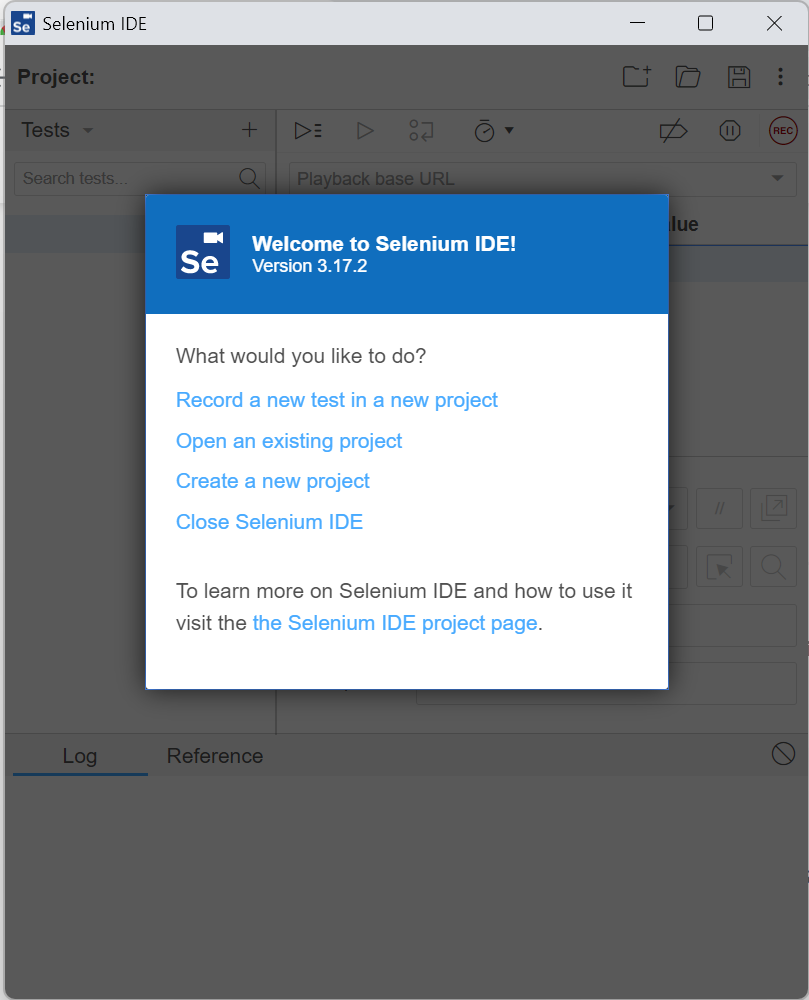 Se Selenium IDE
Project:
Tests
REC
Search tests...
Playback base URL
lue
Se
Welcome to Selenium IDE!
Version 3.17.2
What would you like to do?
Record a new test in a new project
Open an existing project
Create a new project
Close Selenium IDE
//
To learn more on Selenium IDE and how to use it
visit the the Selenium IDE project page.
Log Reference